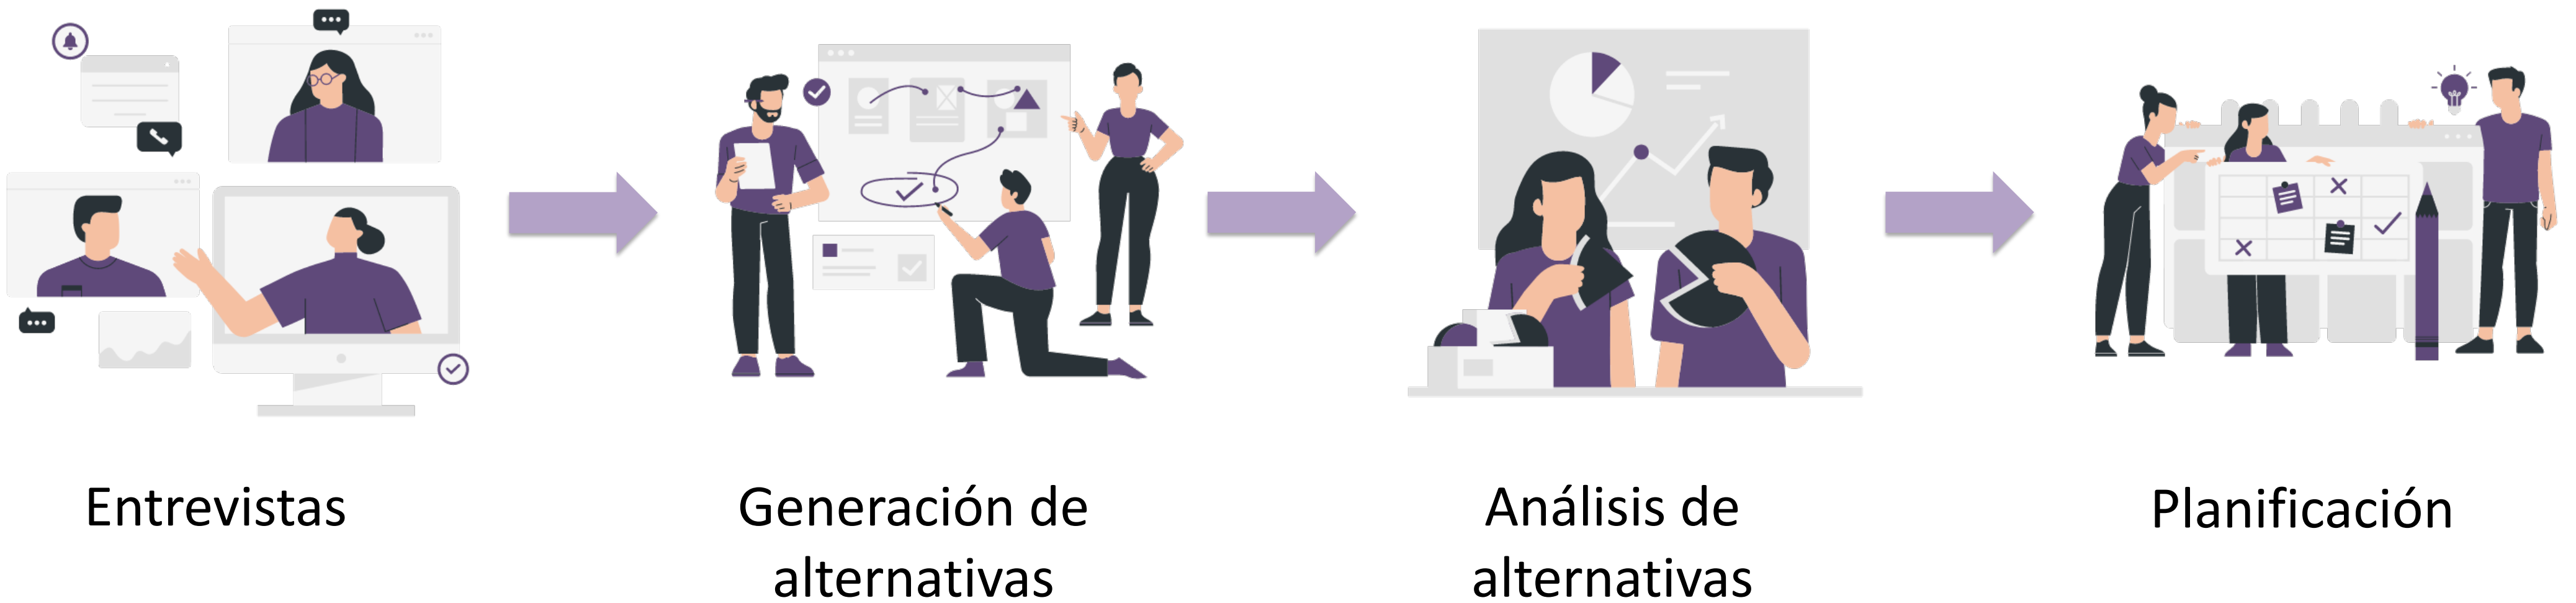 Entrevistas
Generación de
alternativas
Análisis de
alternativas
Planificación